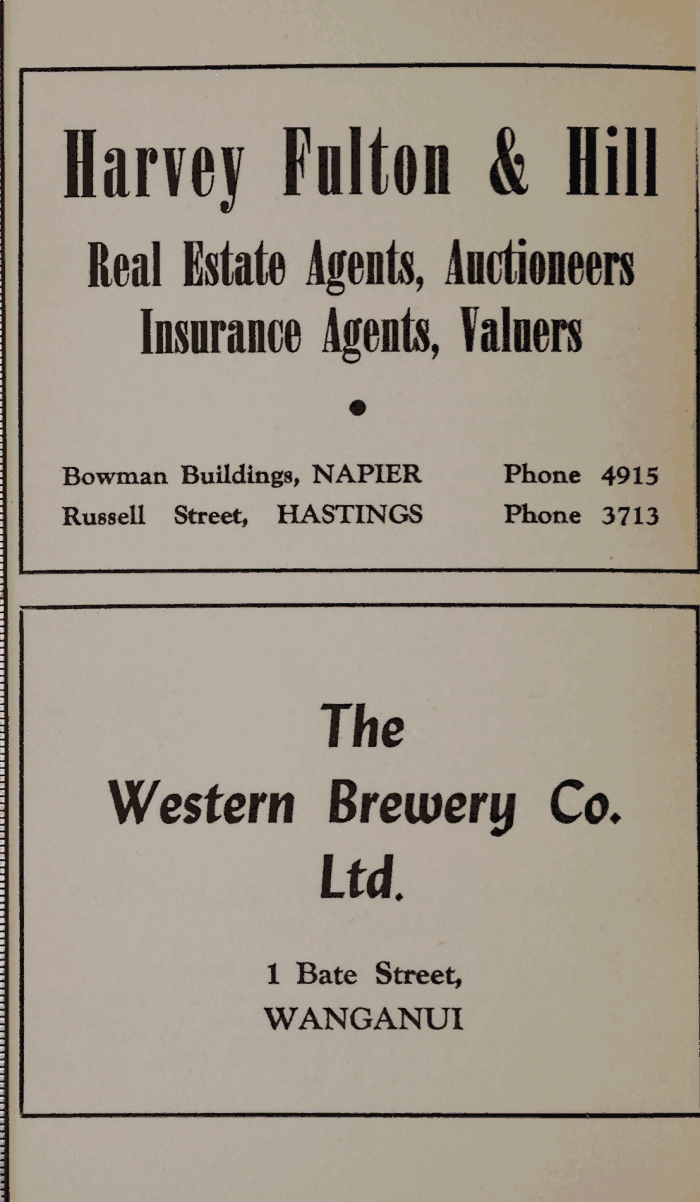 Harvey Fulton & Hill
Real Estate Agents, Auctioneers
Insurance Agents, Valuers
Bowman Buildings, NAPIER Phone 4915
Russell Street, HASTINGS Phone 3713
The
Western Brewery Co.
Ltd.
1 Bate Street,
WANGANUI